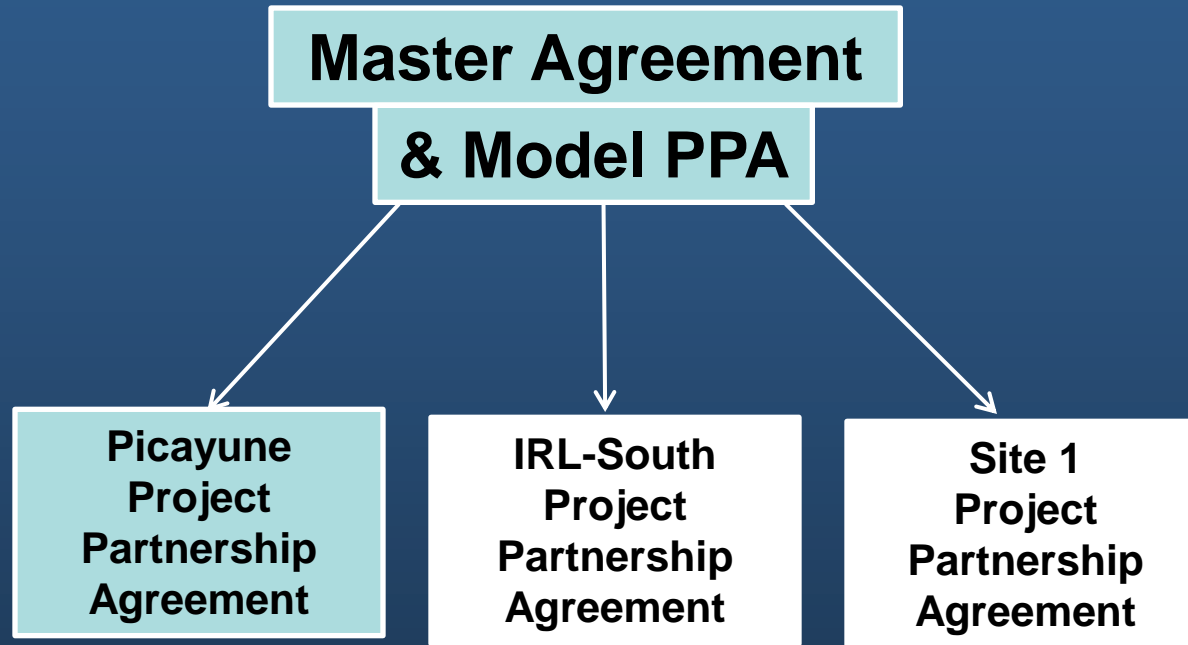 Master Agreement
& Model PPA
Picayune
Project
Partnership
Agreement
IRL-South
Project
Partnership
Agreement
Site 1
Project
Partnership
Agreement